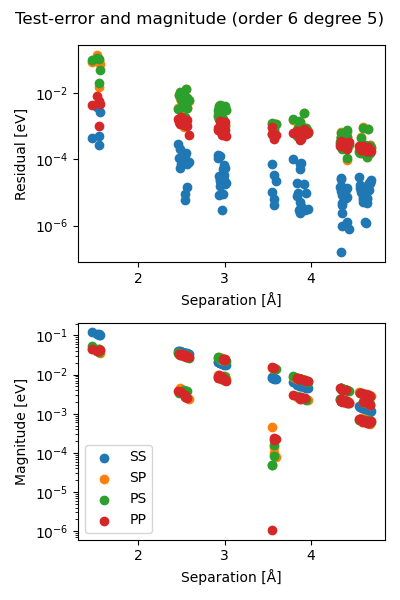 Test-error and magnitude (order 6 degree 5)
Residual [eV]
10⁻²
10⁻⁴
10⁻⁶
2 3 4
Separation [Å]
Magnitude [eV]
10⁻¹
10⁻²
10⁻³
10⁻⁴
10⁻⁵
10⁻⁶
SS
SP
PS
PP
2 3 4
Separation [Å]